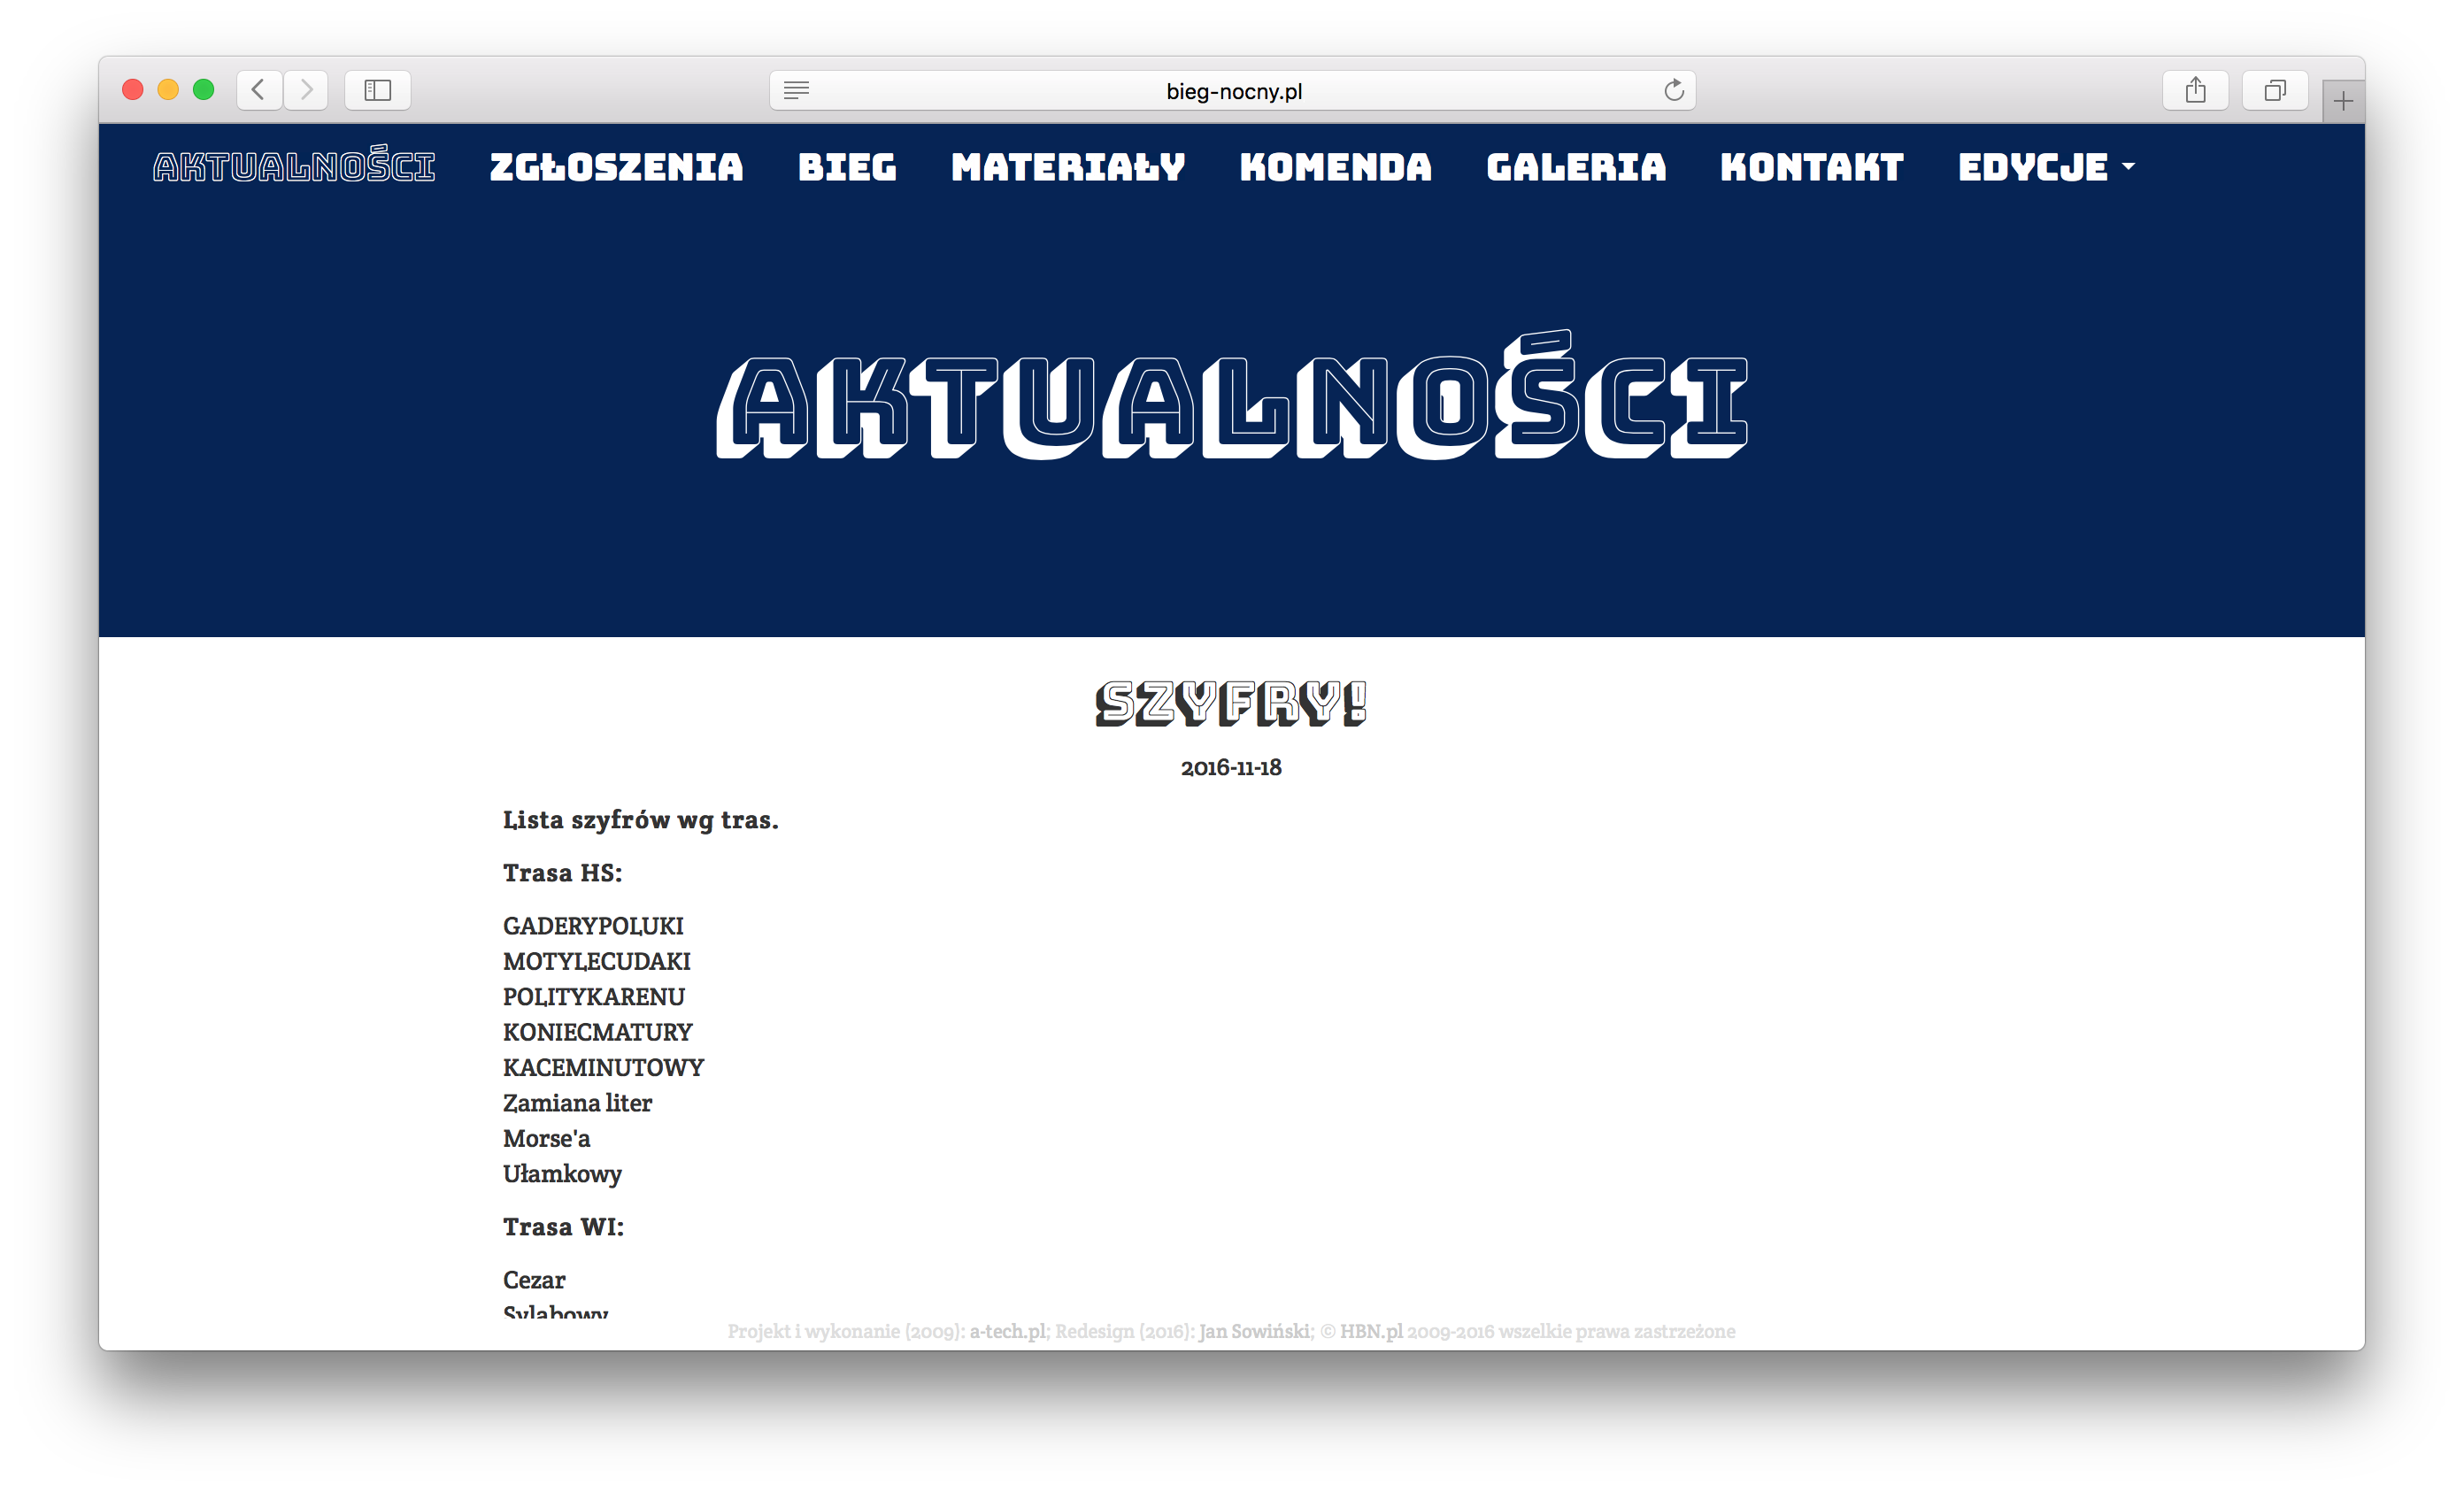 bieg-nocny.pl
AKTUALNOŚCI ZGŁOSZENIA BIEG MATERIAŁY KOMENDA GALERIA KONTAKT EDYCJE
AKTUALNOŚCI
SZYFRY!
2016-11-18
Lista szyfrów wg tras.
Trasa HS:
GADERYPOLUKI
MOTYLECUDAKI
POLITYKARENU
KONIECMATURY
KACEMINUTOWY
Zamiana liter
Morse'a
Ułamkowy
Trasa WI:
Cezar
Sylabowy
Projekt i wykonanie (2009): a-tech.pl; Redesign (2016): Jan Sowiński; © HBN.pl 2009-2016 wszelkie prawa zastrzeżone